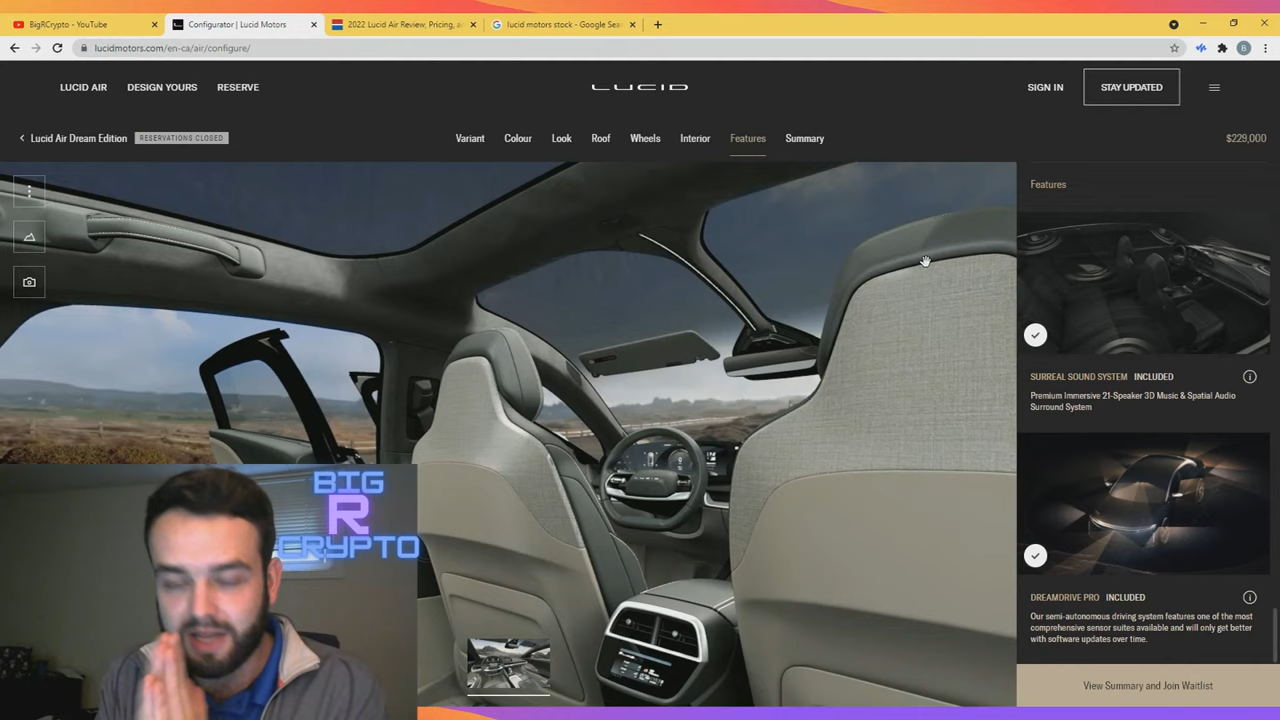 BigRCrypto - YouTube
Configurator | Lucid Motors
2022 Lucid Air Review, Pricing, a
lucid motors stock - Google Sea
lucidmotors.com/en-ca/air/configure/
B
LUCID AIR DESIGN YOURS RESERVE
LUCID
SIGN IN STAY UPDATED
Lucid Air Dream Edition RESERVATIONS CLOSED
Variant Colour Look Roof Wheels Interior Features Summary
$229,000
Features
SURREAL SOUND SYSTEM INCLUDED
Premium Immersive 21-Speaker 3D Music & Spatial Audio
Surround System
DREAMDRIVE PRO INCLUDED
Our semi-autonomous driving system features one of the most
comprehensive sensor suites available and will only get better
with software updates over time.
View Summary and Join Waitlist
BIG
R
CRYPTO